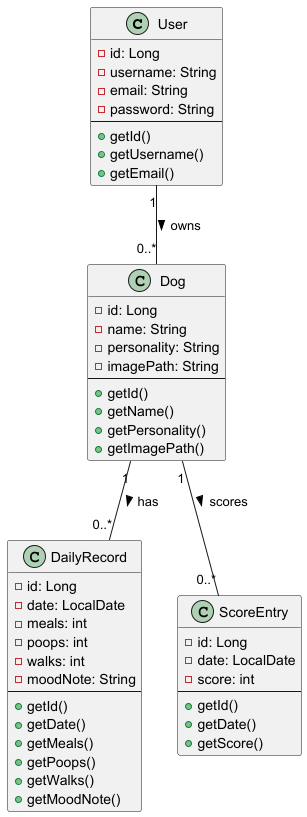 C User
id: Long
username: String
email: String
password: String
getId()
getUsername()
getEmail()
1
owns
0..*
C Dog
id: Long
name: String
personality: String
imagePath: String
getId()
getName()
getPersonality()
getImagePath()
1
has
0..*
1
scores
0..*
C DailyRecord
id: Long
date: LocalDate
meals: int
poops: int
walks: int
moodNote: String
getId()
getDate()
getMeals()
getPoops()
getWalks()
getMoodNote()
C ScoreEntry
id: Long
date: LocalDate
score: int
getId()
getDate()
getScore()